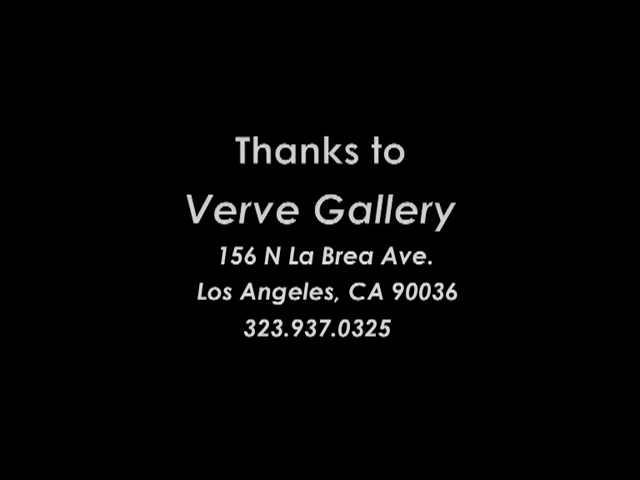 Thanks to
Verve Gallery
156 N La Brea Ave.
Los Angeles, CA 90036
323.937.0325